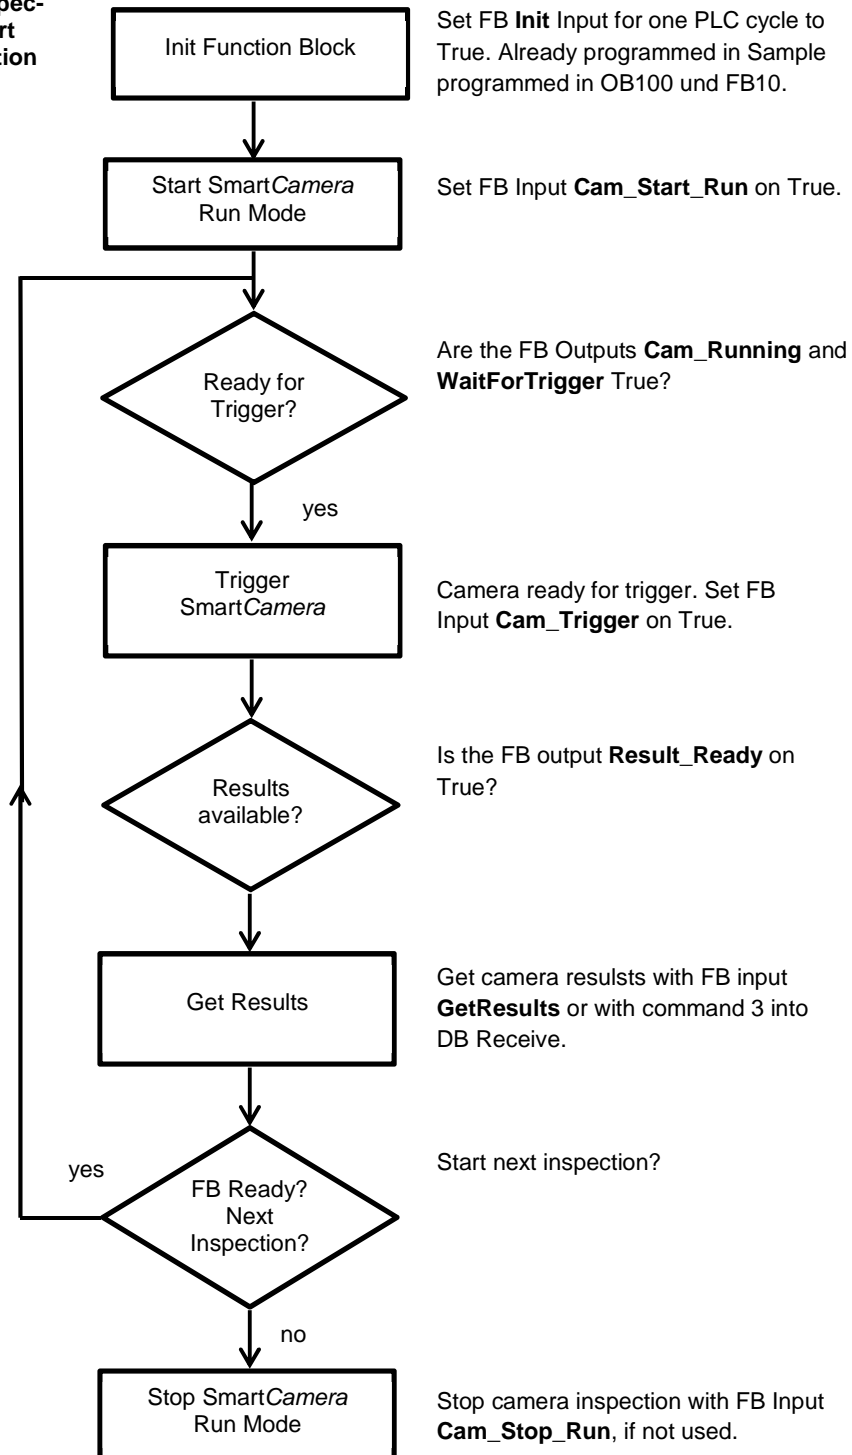 pec-
rt
tion
Init Function Block
Set FB Init Input for one PLC cycle to
True. Already programmed in Sample
programmed in OB100 und FB10.
Start SmartCamera
Run Mode
Set FB Input Cam_Start_Run on True.
Ready for
Trigger?
Are the FB Outputs Cam_Running and
WaitForTrigger True?
yes
Trigger
SmartCamera
Camera ready for trigger. Set FB
Input Cam_Trigger on True.
Results
available?
Is the FB output Result_Ready on
True?
Get Results
Get camera resulsts with FB input
GetResults or with command 3 into
DB Receive.
yes
FB Ready?
Next
Inspection?
Start next inspection?
no
Stop SmartCamera
Run Mode
Stop camera inspection with FB Input
Cam_Stop_Run, if not used.